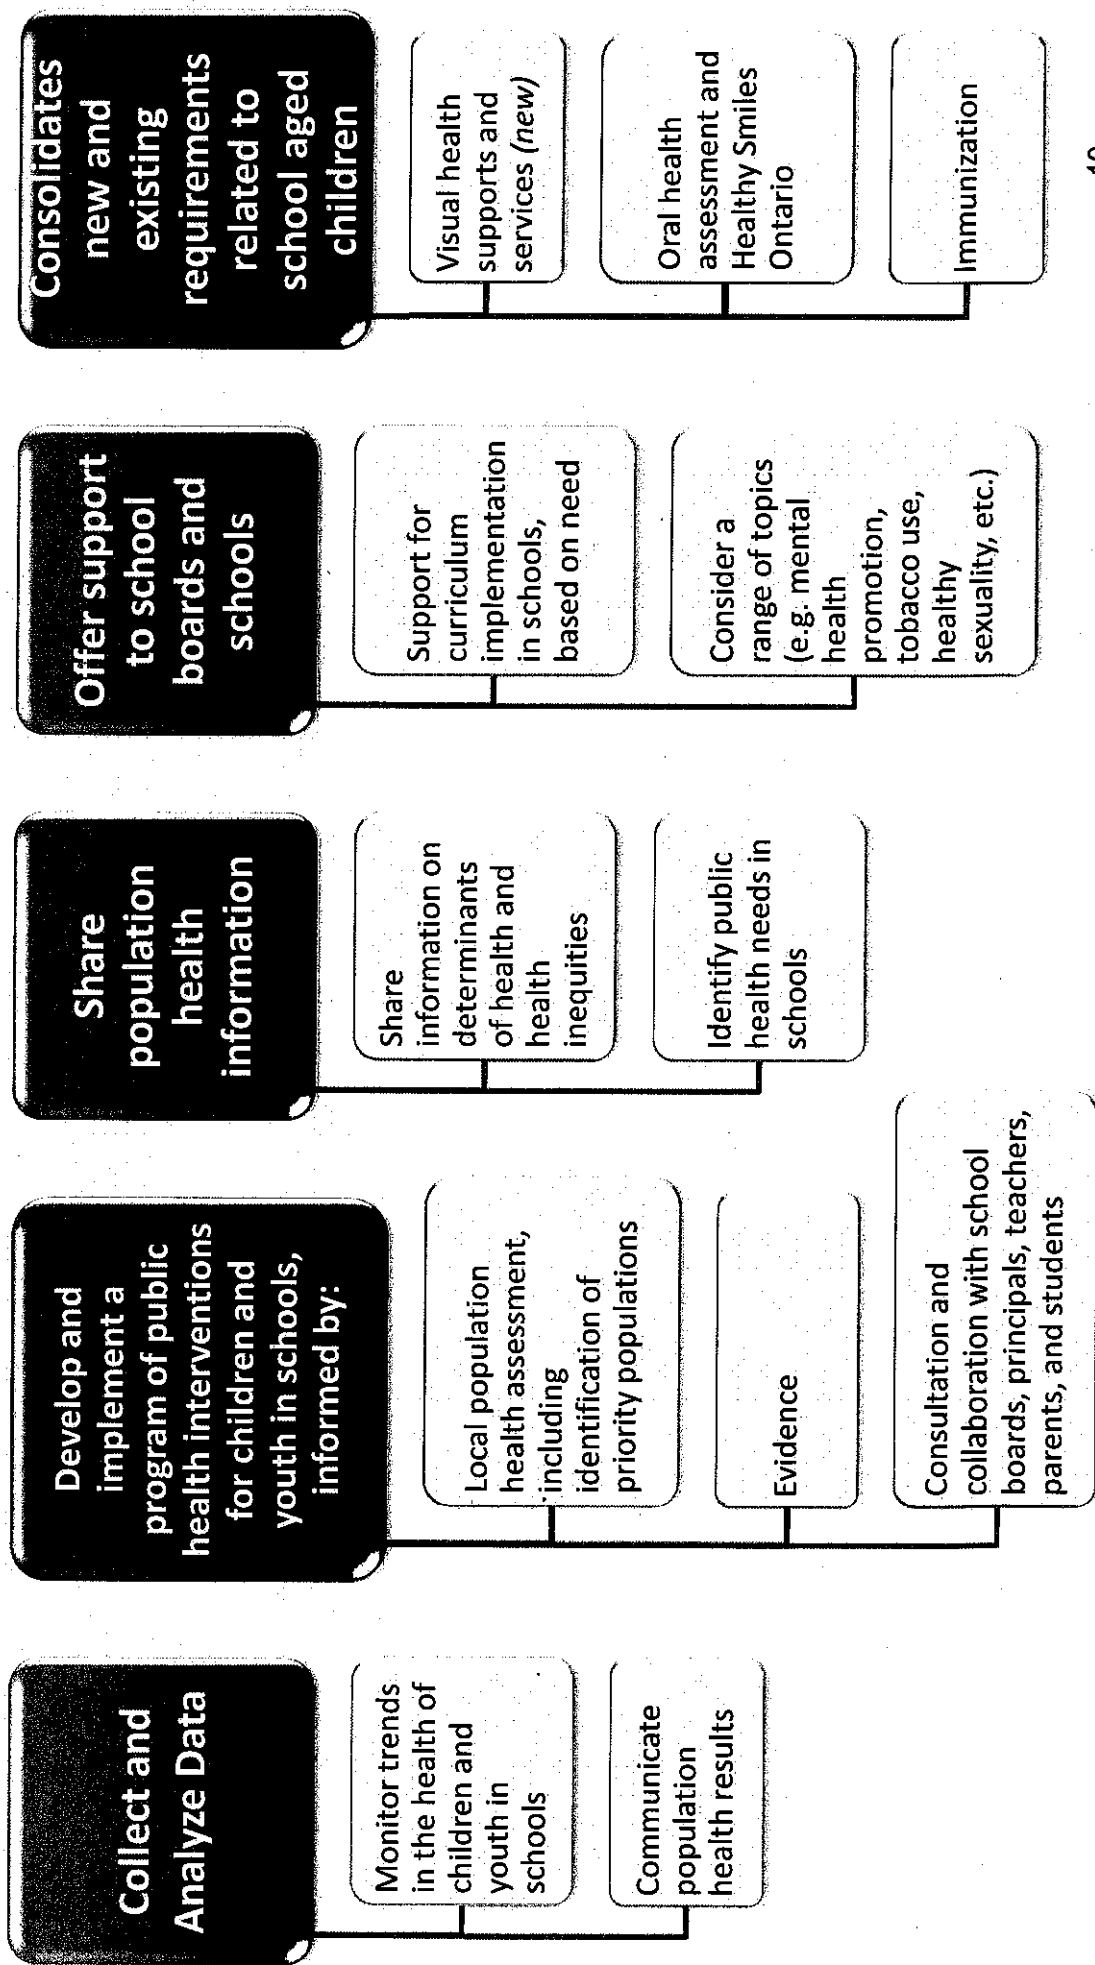 Collect and
Analyze Data
Monitor trends
in the health of
children and
youth in
schools
Communicate
population
health results
Develop and
implement a
program of public
health interventions
for children and
youth in schools,
informed by:
Local population
health assessment,
including
identification of
priority populations
Evidence
Consultation and
collaboration with school
boards, principals, teachers,
parents, and students
Share
population
health
information
Share
information on
determinants
of health and
health
inequities
Identify public
health needs in
schools
Offer support
to school
boards and
schools
Support for
curriculum
implementation
in schools,
based on need
Consider a
range of topics
(e.g. mental
health
promotion,
tobacco use,
healthy
sexuality, etc.)
Consolidates
new and
existing
requirements
related to
school aged
children
Visual health
supports and
services (new)
Oral health
assessment and
Healthy Smiles
Ontario
Immunization